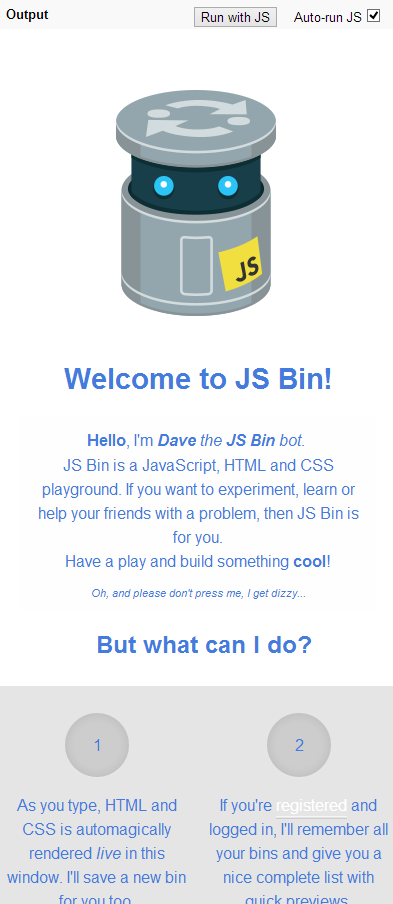 Output
Run with JS
Auto-run JS
JS
Welcome to JS Bin!
Hello, I'm Dave the JS Bin bot.
JS Bin is a JavaScript, HTML and CSS
playground. If you want to experiment, learn or
help your friends with a problem, then JS Bin is
for you.
Have a play and build something cool!
Oh, and please don't press me, I get dizzy...
But what can I do?
1
As you type, HTML and
CSS is automagically
rendered live in this
window. I'll save a new bin
for you too.
2
If you're registered and
logged in, I'll remember all
your bins and give you a
nice complete list with
quick previews